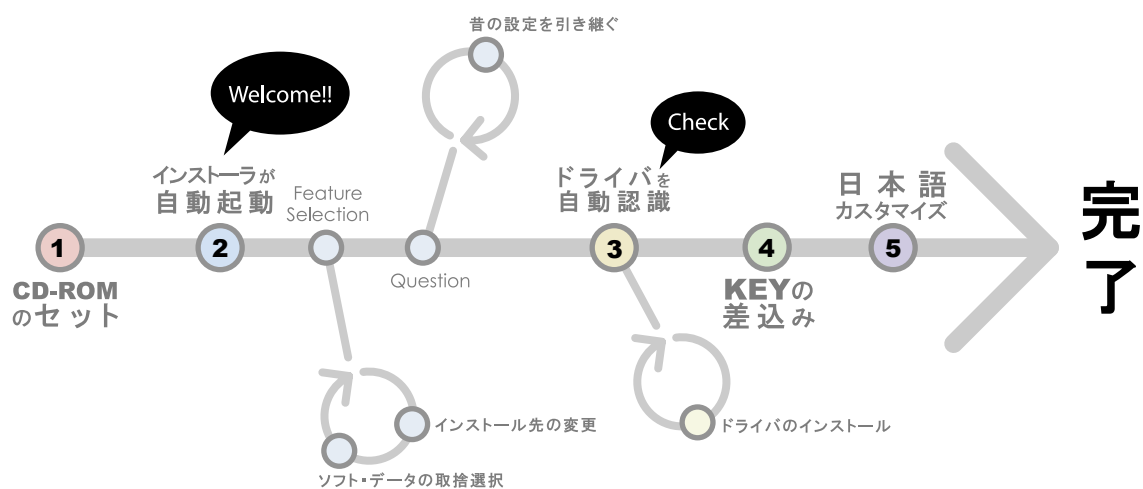 昔の設定を引き継ぐ
Welcome!!
Check
インストーラが
自動起動
Feature
Selection
ドライバを
自動認識
日本語
カスタマイズ
完了
1
2
3
4
5
CD-ROM
のセット
Question
KEYの
差込み
インストール先の変更
ドライバのインストール
ソフト・データの取捨選択